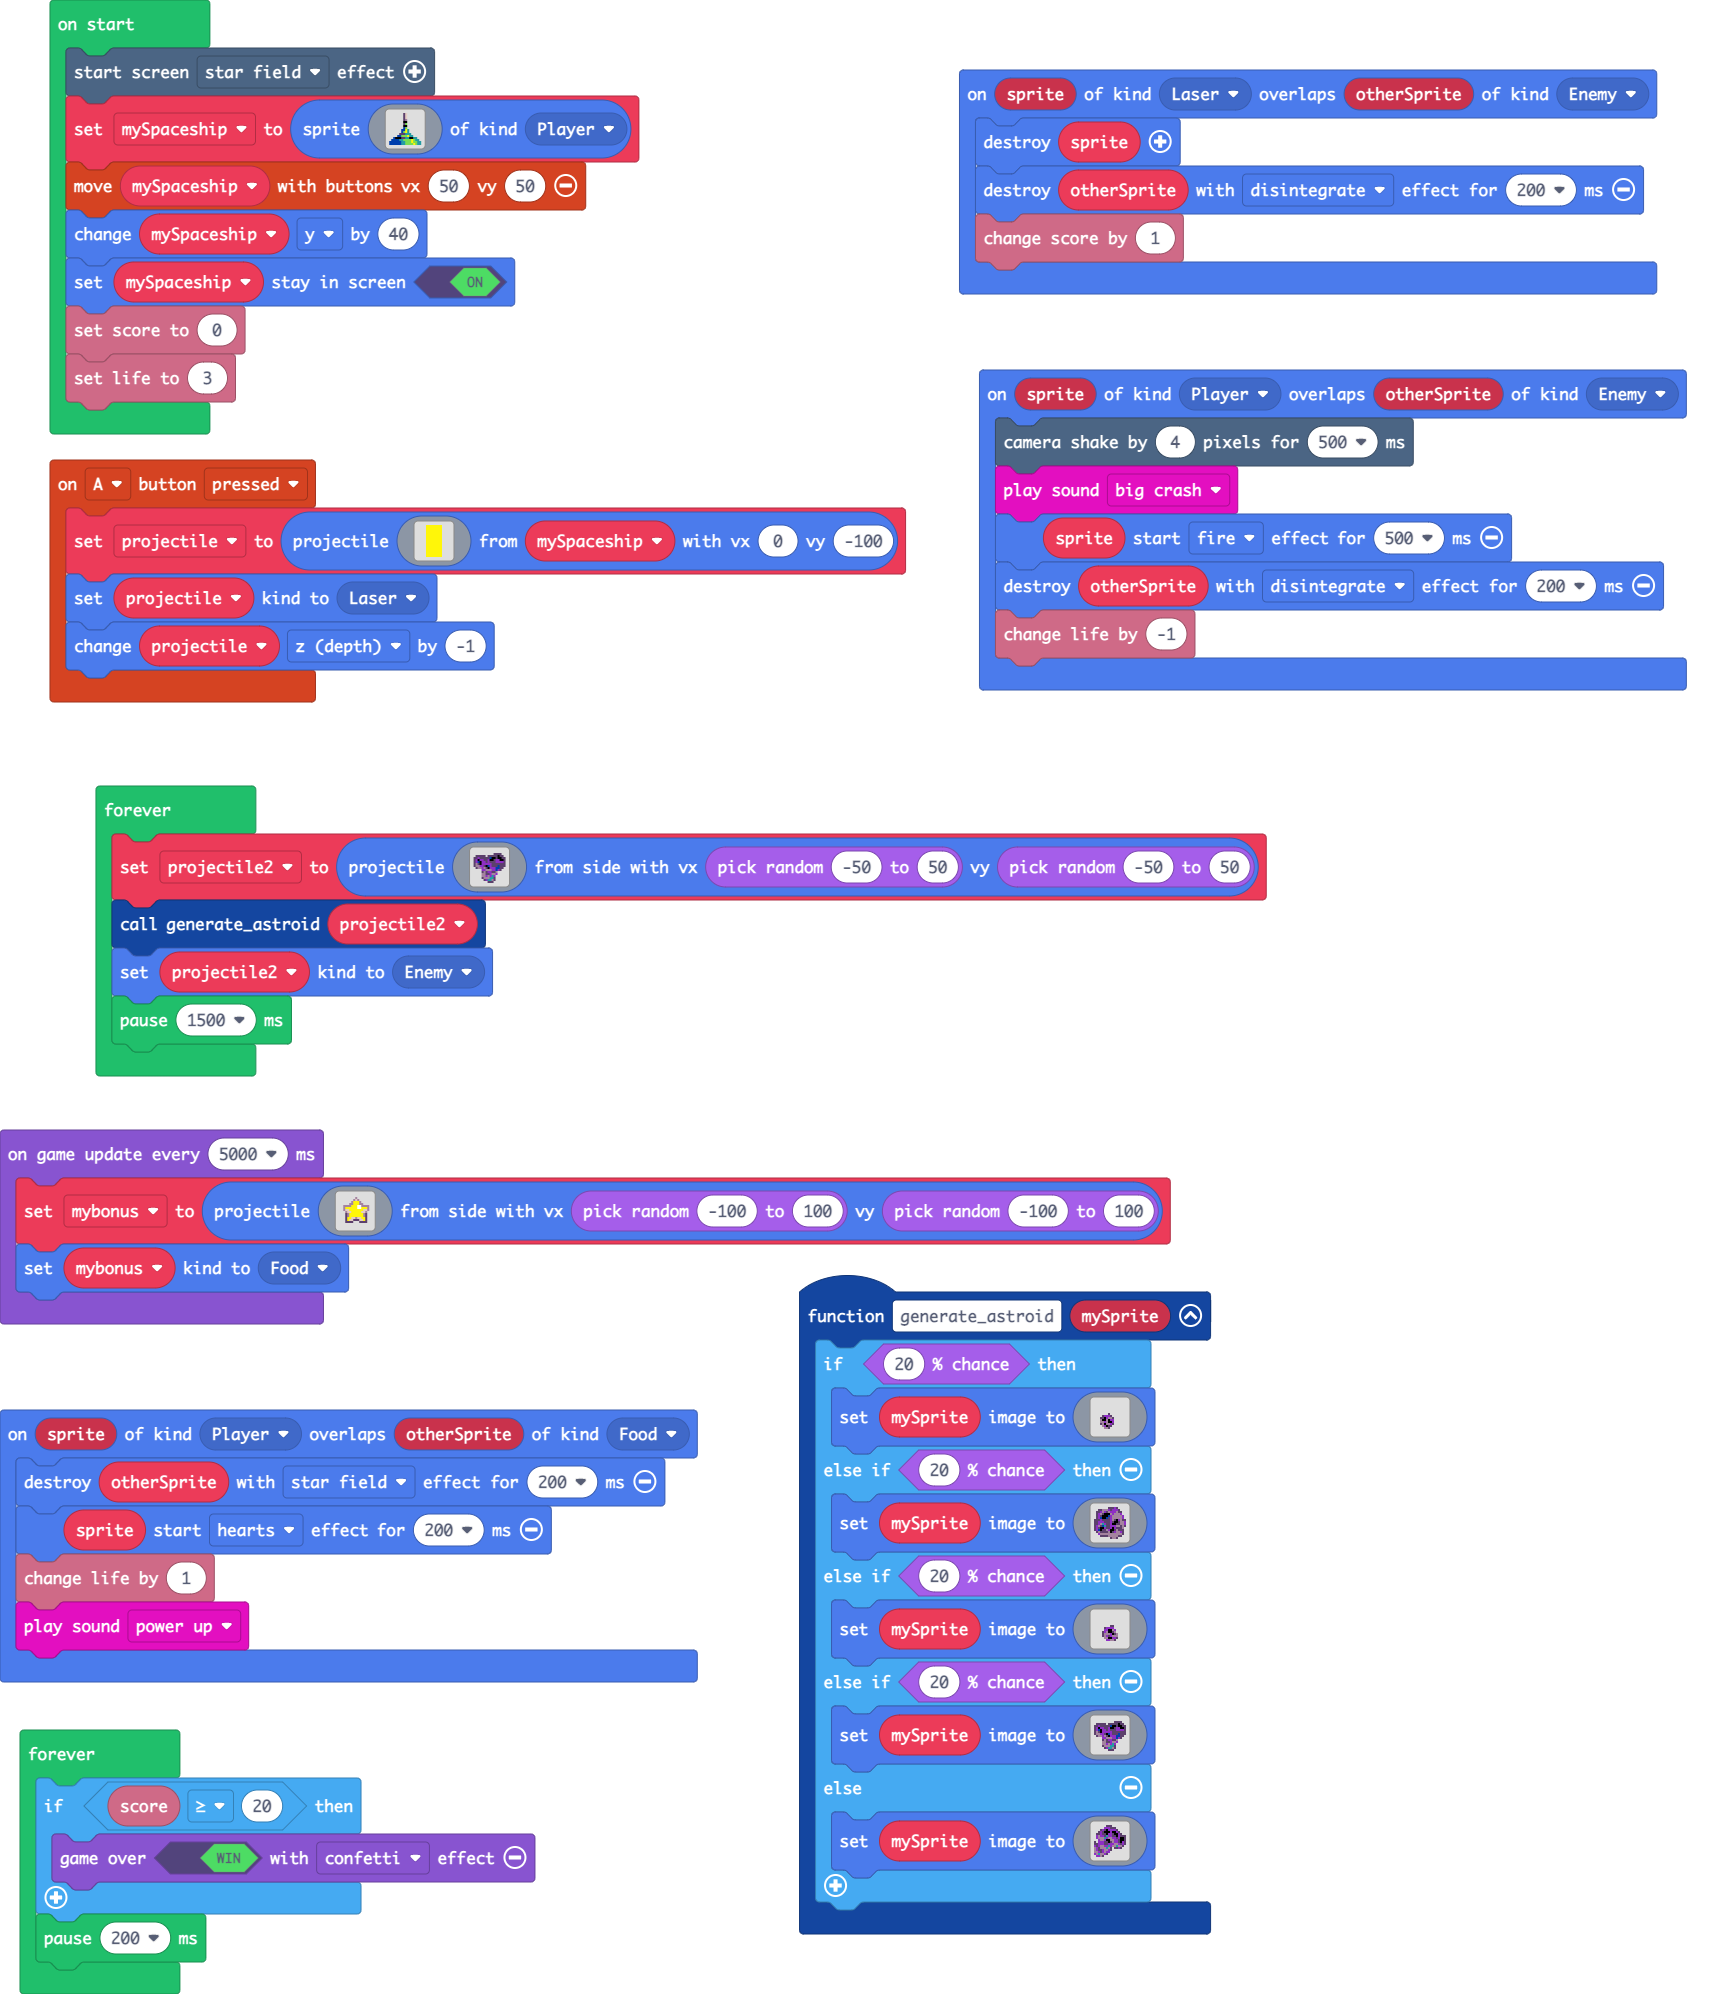 on start
start screen star field effect
set mySpaceship to sprite of kind Player
move mySpaceship with buttons vx 50 vy 50
change mySpaceship y by 40
set mySpaceship stay in screen ON
set score to 0
set life to 3
on A button pressed
set projectile to projectile from mySpaceship with vx 0 vy -100
set projectile kind to Laser
change projectile z (depth) by -1
on sprite of kind Laser overlaps otherSprite of kind Enemy
destroy sprite
destroy otherSprite with disintegrate effect for 200 ms
change score by 1
on sprite of kind Player overlaps otherSprite of kind Enemy
camera shake by 4 pixels for 500 ms
play sound big crash
sprite start fire effect for 500 ms
destroy otherSprite with disintegrate effect for 200 ms
change life by -1
forever
set projectile2 to projectile from side with vx pick random -50 to 50 vy pick random -50 to 50
call generate_astroid projectile2
set projectile2 kind to Enemy
pause 1500 ms
on game update every 5000 ms
set mybonus to projectile from side with vx pick random -100 to 100 vy pick random -100 to 100
set mybonus kind to Food
on sprite of kind Player overlaps otherSprite of kind Food
destroy otherSprite with star field effect for 200 ms
sprite start hearts effect for 200 ms
change life by 1
play sound power up
forever
if score ≥ 20 then
game over WIN with confetti effect
pause 200 ms
function generate_astroid mySprite
if 20 % chance then
set mySprite image to
else if 20 % chance then
set mySprite image to
else if 20 % chance then
set mySprite image to
else if 20 % chance then
set mySprite image to
else
set mySprite image to